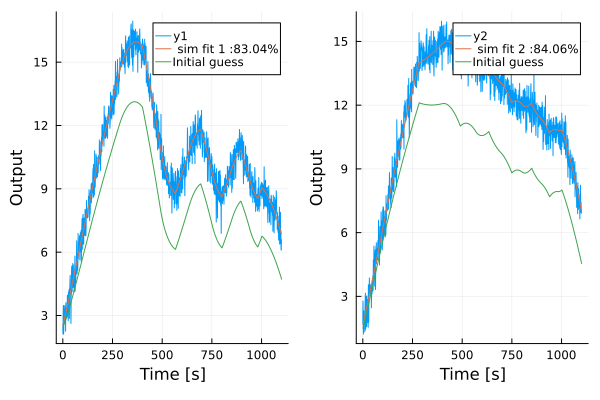 y1
sim fit 1 :83.04%
Initial guess
15
12
9
6
3
Output
0
250
500
750
1000
Time [s]
y2
sim fit 2 :84.06%
Initial guess
15
12
9
6
3
Output
0
250
500
750
1000
Time [s]